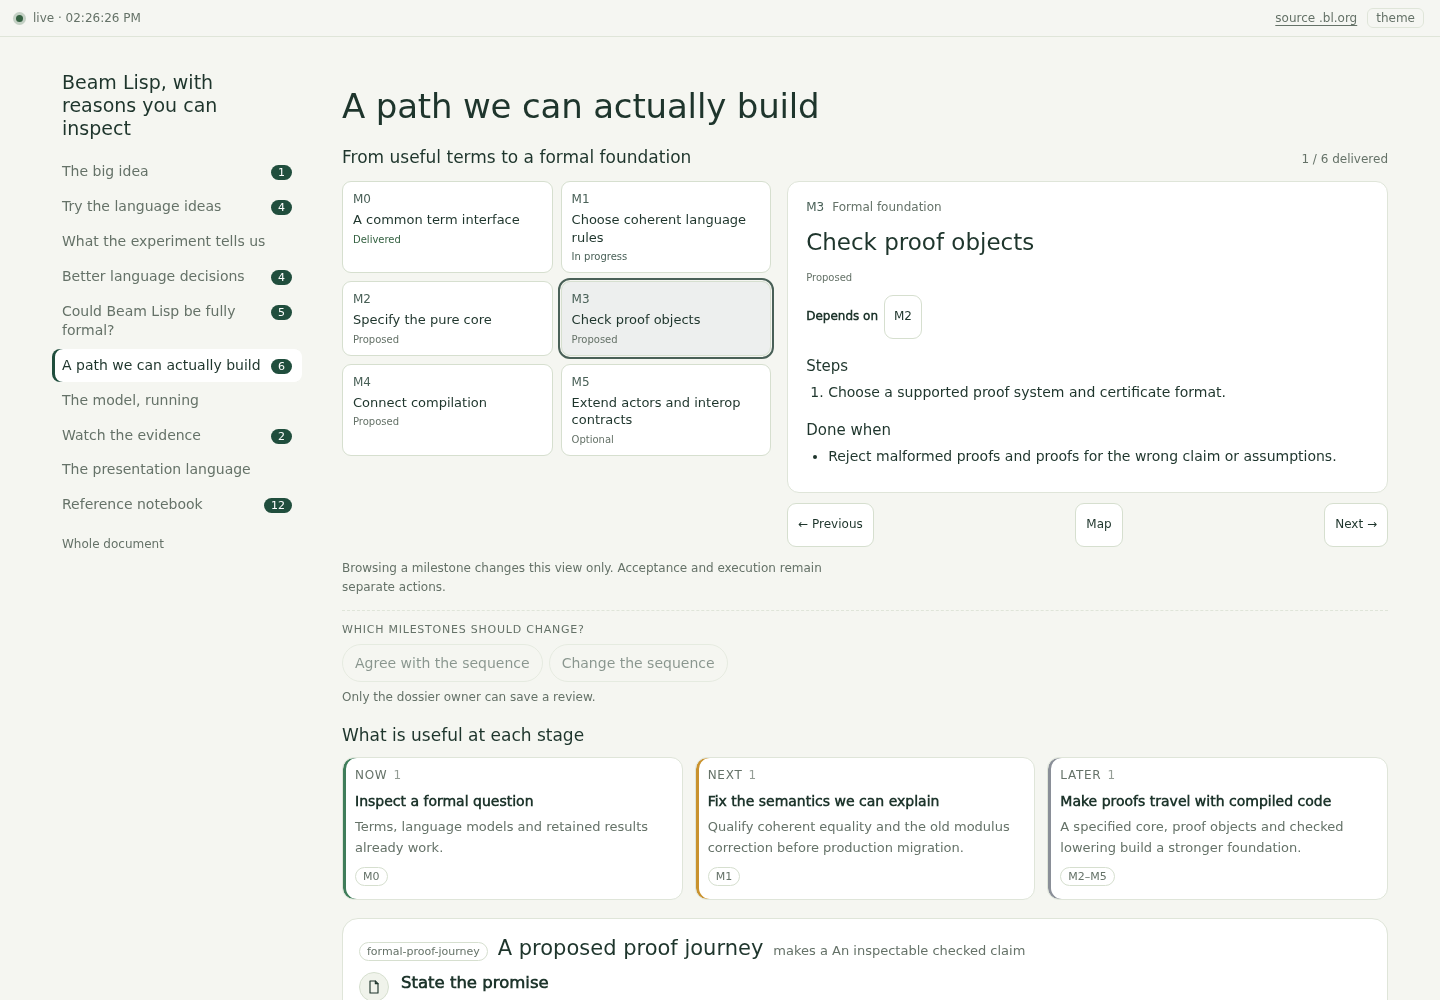 live · 02:26:26 PM
source .bl.org
theme
Beam Lisp, with
reasons you can
inspect
The big idea 1
Try the language ideas 4
What the experiment tells us
Better language decisions 4
Could Beam Lisp be fully 5
formal?
A path we can actually build 6
The model, running
Watch the evidence 2
The presentation language
Reference notebook 12
Whole document
A path we can actually build
From useful terms to a formal foundation
1 / 6 delivered
M0
A common term interface
Delivered
M1
Choose coherent language
rules
In progress
M2
Specify the pure core
Proposed
M3
Check proof objects
Proposed
M4
Connect compilation
Proposed
M5
Extend actors and interop
contracts
Optional
M3 Formal foundation
Check proof objects
Proposed
Depends on M2
Steps
1. Choose a supported proof system and certificate format.
Done when
• Reject malformed proofs and proofs for the wrong claim or assumptions.
← Previous
Map
Next →
Browsing a milestone changes this view only. Acceptance and execution remain
separate actions.
WHICH MILESTONES SHOULD CHANGE?
Agree with the sequence
Change the sequence
Only the dossier owner can save a review.
What is useful at each stage
NOW 1
Inspect a formal question
Terms, language models and retained results
already work.
M0
NEXT 1
Fix the semantics we can explain
Qualify coherent equality and the old modulus
correction before production migration.
M1
LATER 1
Make proofs travel with compiled code
A specified core, proof objects and checked
lowering build a stronger foundation.
M2–M5
formal-proof-journey A proposed proof journey makes a An inspectable checked claim
State the promise